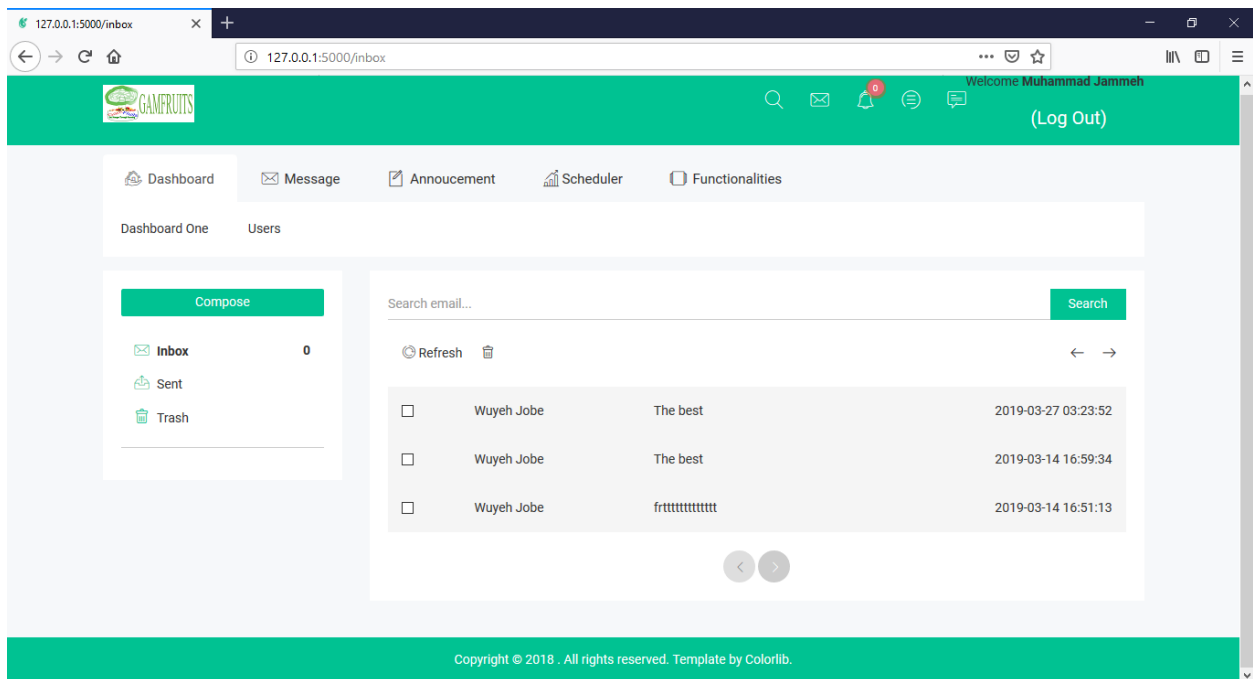 127.0.0.1:5000/inbox
127.0.0.1:5000/inbox
GAMFRUITS
0
Welcome Muhammad Jammeh
(Log Out)
Dashboard Message Annoucement Scheduler Functionalities
Dashboard One Users
Compose
Inbox 0
Sent
Trash
Search email... Search
Refresh
Wuyeh Jobe The best 2019-03-27 03:23:52
Wuyeh Jobe The best 2019-03-14 16:59:34
Wuyeh Jobe frttttttttttttt 2019-03-14 16:51:13
Copyright © 2018 . All rights reserved. Template by Colorlib.